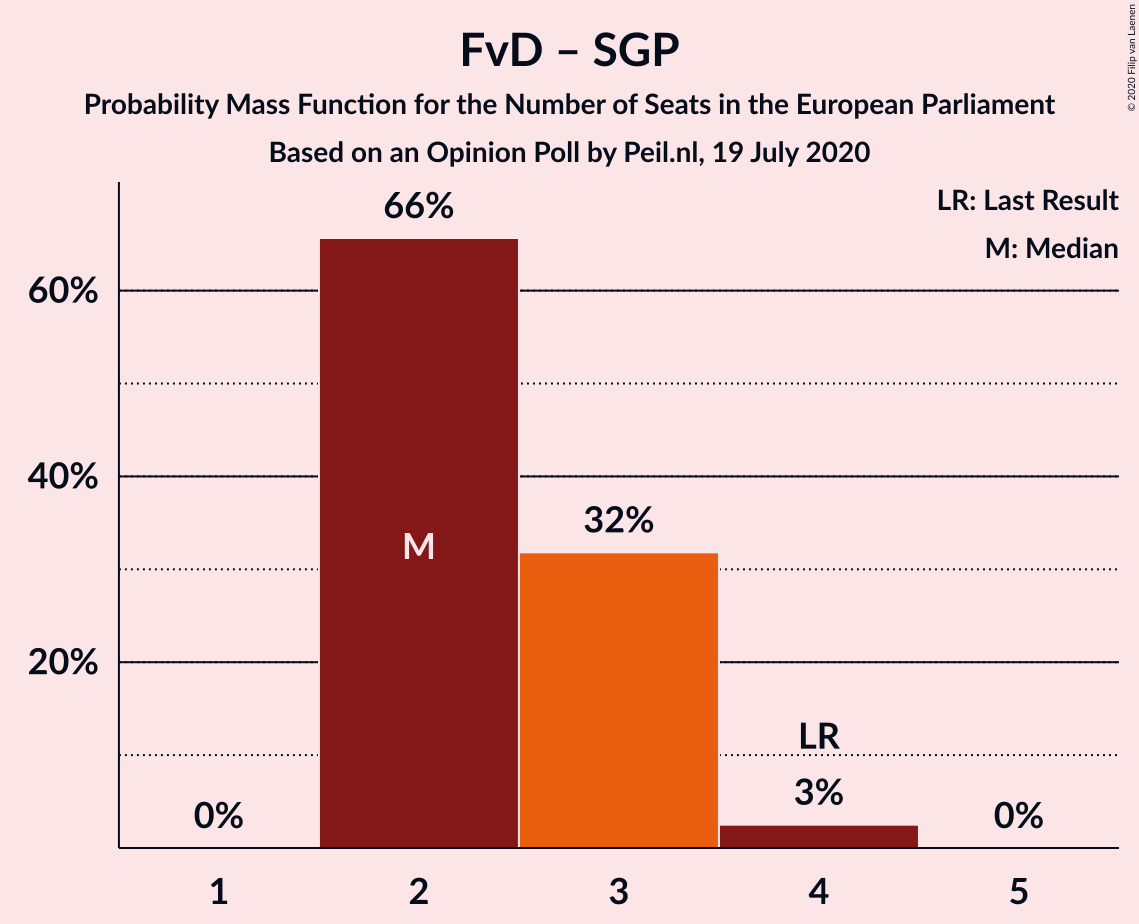 FvD – SGP
Probability Mass Function for the Number of Seats in the European Parliament
Based on an Opinion Poll by Peil.nl, 19 July 2020
© 2020 Filip van Laenen
LR: Last Result
M: Median
66%
60%
40%
32%
M
20%
LR
3%
0%
0%
1 2 3 4 5